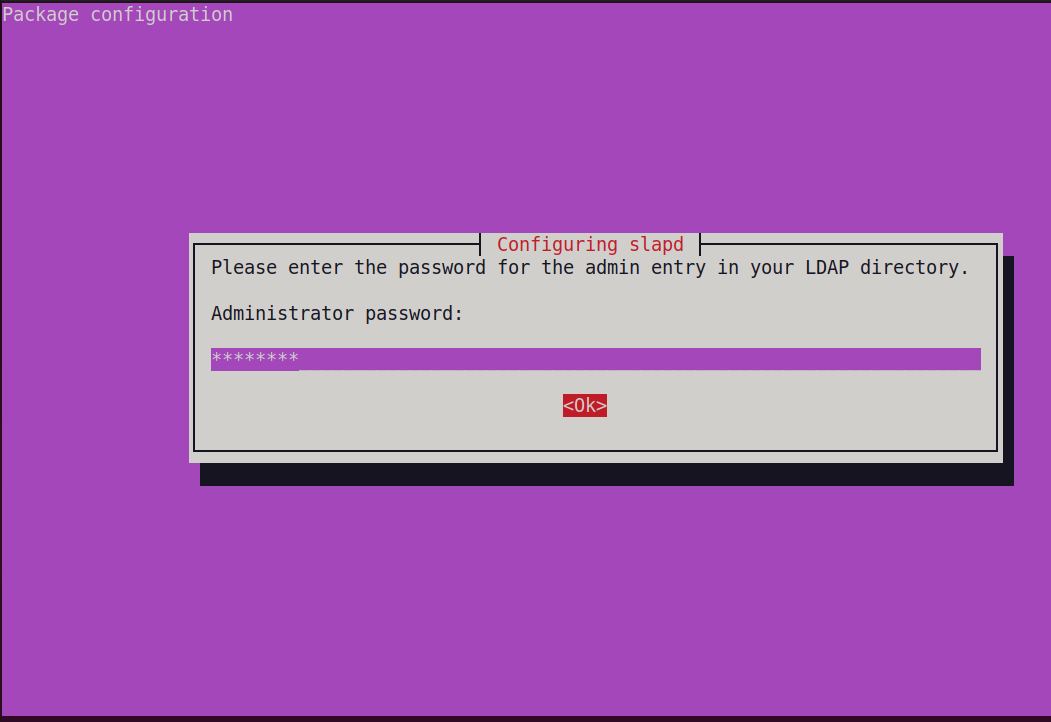 Package configuration
Configuring slapd
Please enter the password for the admin entry in your LDAP directory.
Administrator password:
********
<Ok>